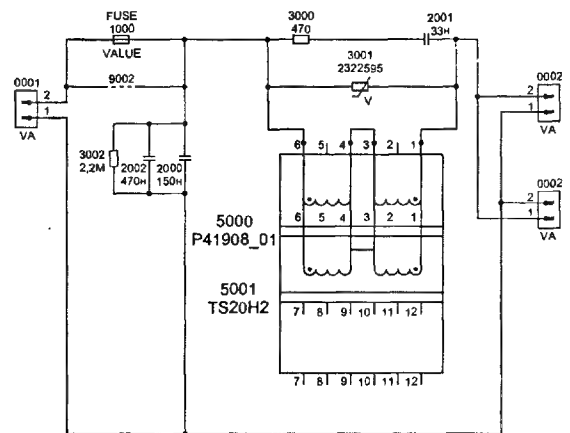 FUSE
1000
VALUE
3000
470
2001
33н
0001
2
1
VA
9002
3001
2322595
V
0002
2
1
VA
3002
2,2M
2002
470н
2000
150н
6 5 4 3 2 1
6 5 4 3 2 1
5000
P41908_01
0002
2
1
VA
5001
TS20H2
7 8 9 10 11 12
7 8 9 10 11 12